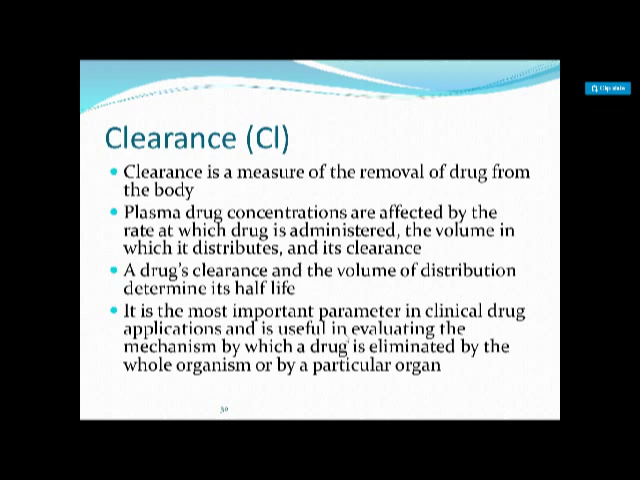 Clip slide
Clearance (Cl)
Clearance is a measure of the removal of drug from
the body
Plasma drug concentrations are affected by the
rate at which drug is administered, the volume in
which it distributes, and its clearance
A drug's clearance and the volume of distribution
determine its half life
It is the most important parameter in clinical drug
applications and is useful in evaluating the
mechanism by which a drug is eliminated by the
whole organism or by a particular organ
30